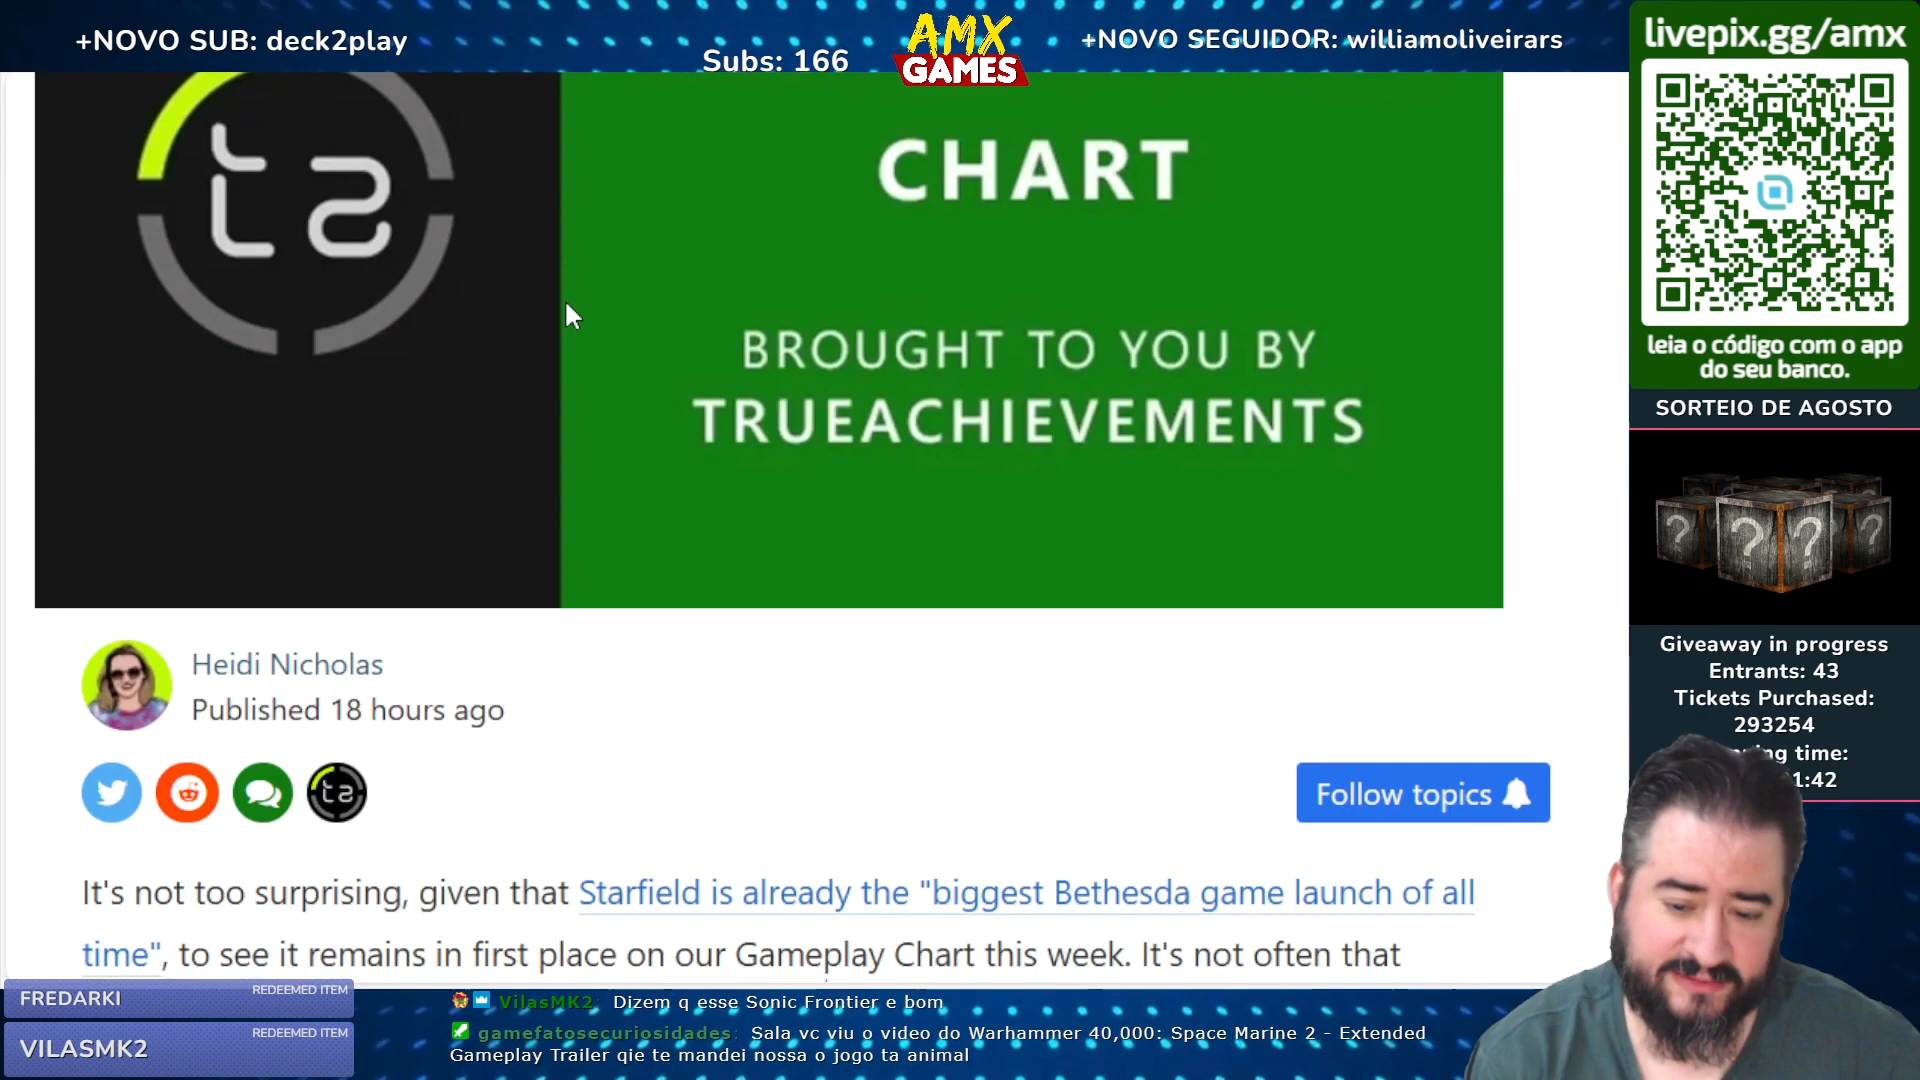 +NOVO SUB: deck2play
Subs: 166
AMX
GAMES
+NOVO SEGUIDOR: williamoliveirars
livepix.gg/amx
leia o código com o app
do seu banco.
SORTEIO DE AGOSTO
Giveaway in progress
Entrants: 43
Tickets Purchased:
293254
time:
1:42
ta
CHART
BROUGHT TO YOU BY
TRUEACHIEVEMENTS
Heidi Nicholas
Published 18 hours ago
ta
Follow topics
It's not too surprising, given that Starfield is already the "biggest Bethesda game launch of all
time", to see it remains in first place on our Gameplay Chart this week. It's not often that
FREDARKI
REDEEMED ITEM
VILASMK2
REDEEMED ITEM
VilasMK2: Dizem q esse Sonic Frontier e bom
gamefatosecuriosidades: Sala vc viu o video do Warhammer 40,000: Space Marine 2 - Extended
Gameplay Trailer qie te mandei nossa o jogo ta animal